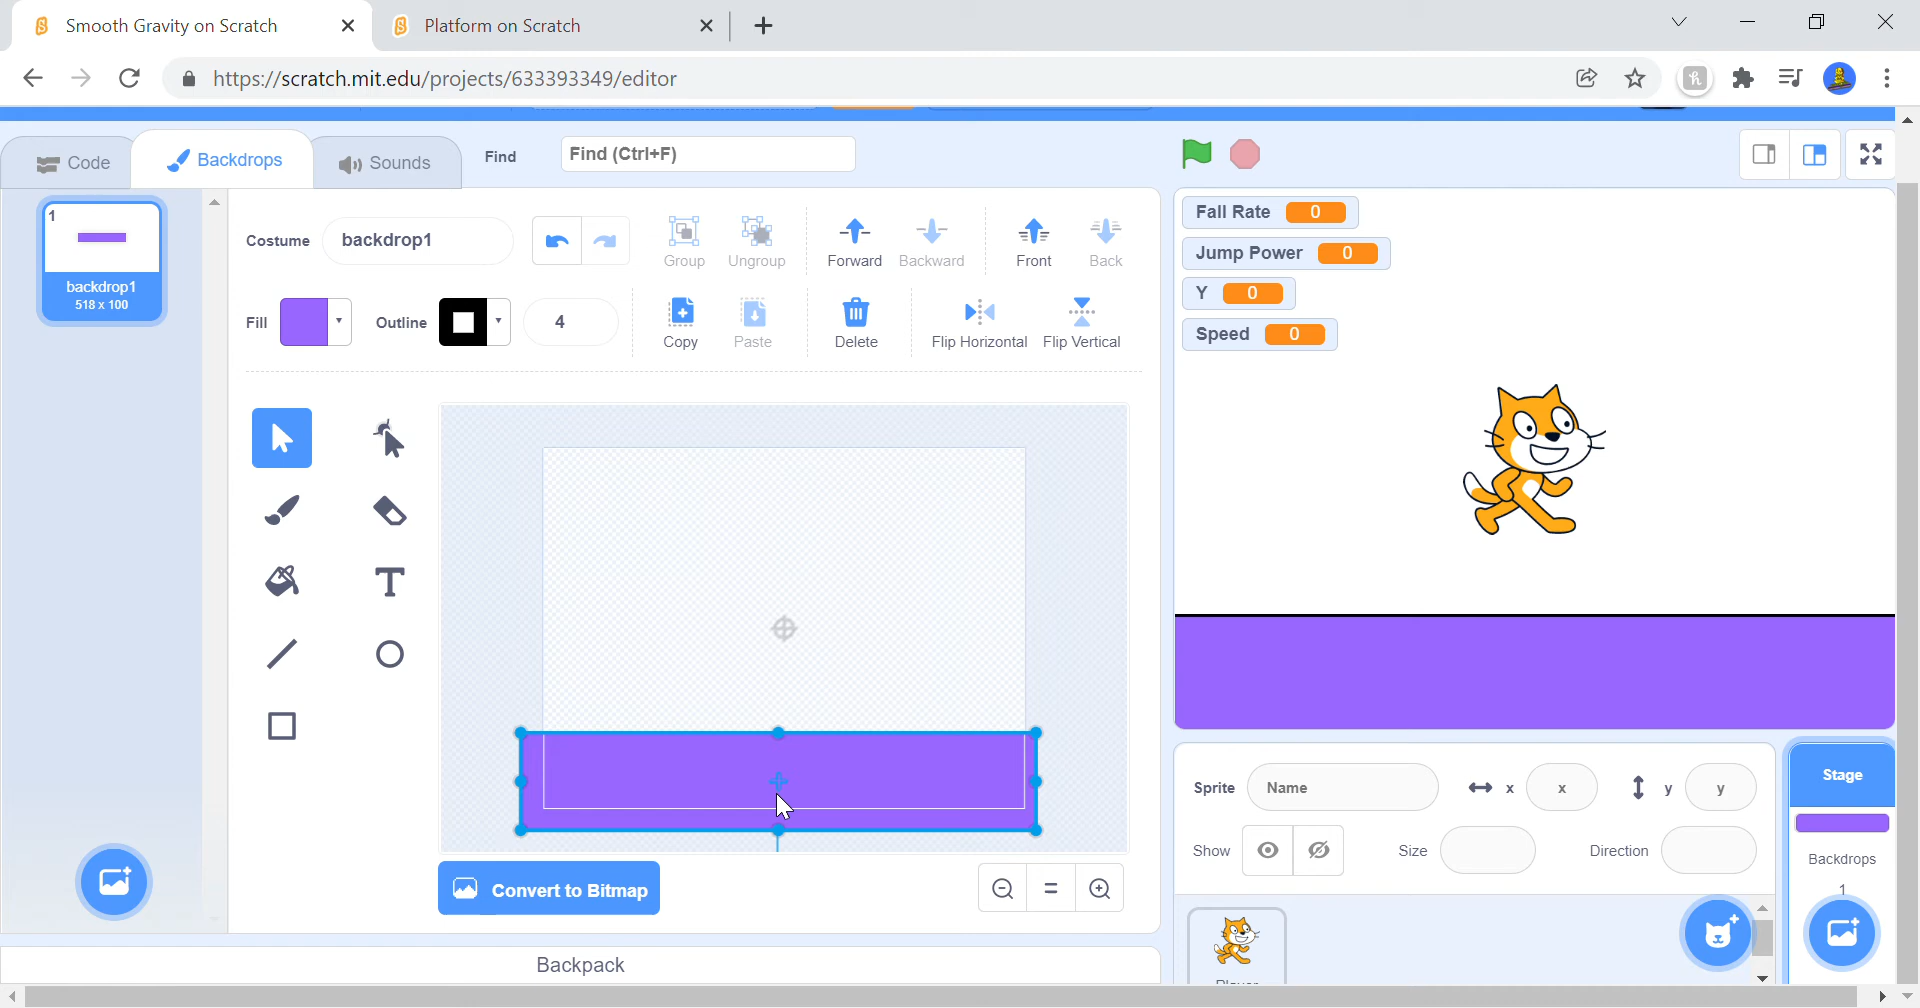 Smooth Gravity on Scratch
Platform on Scratch
https://scratch.mit.edu/projects/633393349/editor
Code
Backdrops
Sounds
Find
Find (Ctrl+F)
1
backdrop1
518 x 100
Costume
backdrop1
Group
Ungroup
Forward
Backward
Front
Back
Fill
Outline
4
Copy
Paste
Delete
Flip Horizontal
Flip Vertical
Convert to Bitmap
Backpack
Fall Rate 0
Jump Power 0
Y 0
Speed 0
Sprite
Name
x
x
y
y
Show
Size
Direction
Stage
Backdrops
1